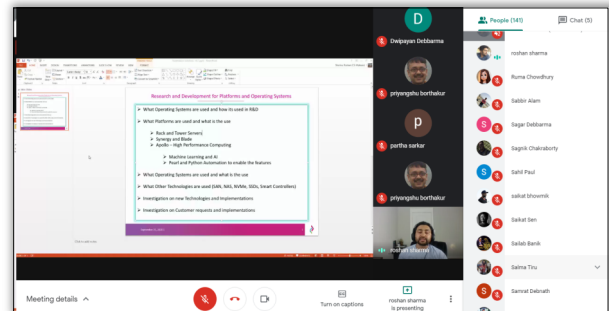 Research and Development for Platforms and Operating Systems
➢ What Operating Systems are used and how its used in R&D
➢ What Platforms are used and what is the use
➢ Rack and Tower Servers
➢ Synergy and Blade
➢ Apollo – High Performance Computing
➢ Machine Learning and AI
➢ Pearl and Python Automation to enable the features
➢ What Operating Systems are used and what is the use
➢ What Other Technologies are used (SAN, NAS, NVMe, SSDs, Smart Controllers)
➢ Investigation on new Technologies and Implementations
➢ Investigation on Customer requests and Implementations
D
Dwipayan Debbarma
priyangshu borthakur
p
partha sarkar
priyangshu borthakur
roshan sharma
People (141)
Chat (5)
roshan sharma
Ruma Chowdhury
Sabbir Alam
S
Sagar Debbarma
Sagnik Chakraborty
S
Sahil Paul
saikat bhowmik
Saikat Sen
Sailab Banik
Salma Tiru
S
Samrat Debnath
Meeting details
Turn on captions
roshan sharma
is presenting